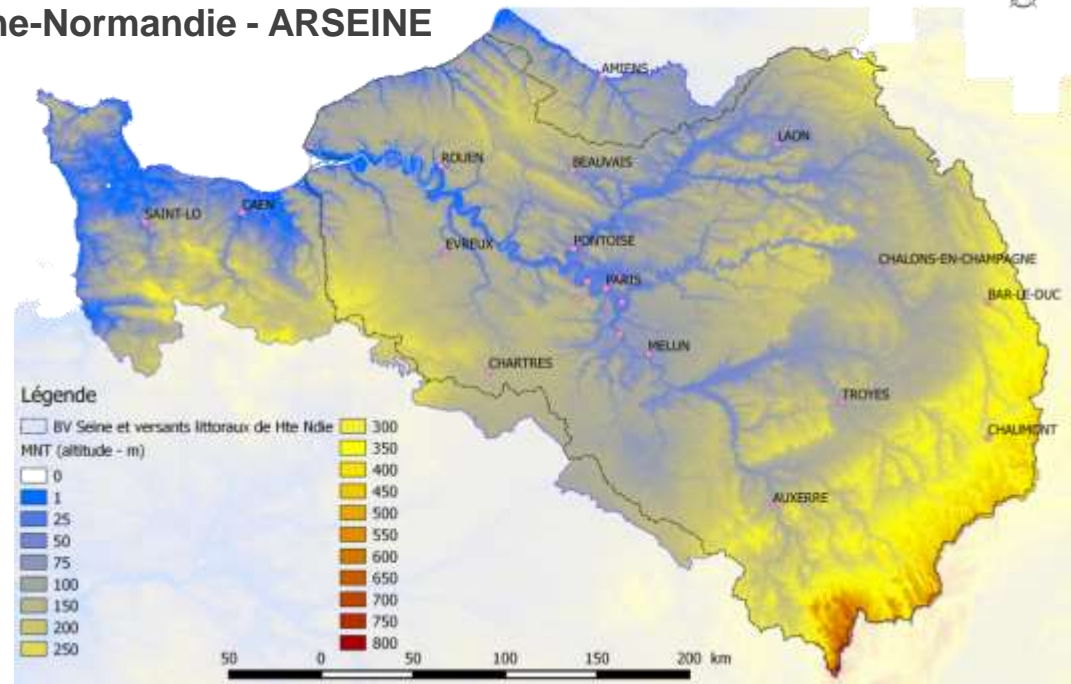 ne-Normandie - ARSEINE
AMIENS
LAON
ROUEN
BEAUVAIS
SAINT-LO
CAEN
EVREUX
PONTOISE
CHALONS-EN-CHAMPAGNE
PARIS
BAR-LE-DUC
MELUN
CHARTRES
TROYES
CHAUMONT
AUXERRE
Légende
BV Seine et versants littoraux de Hte Ndie
MNT (altitude - m)
0
1
25
50
75
100
150
200
250
300
350
400
450
500
550
600
650
700
750
800
50 0 50 100 150 200 km